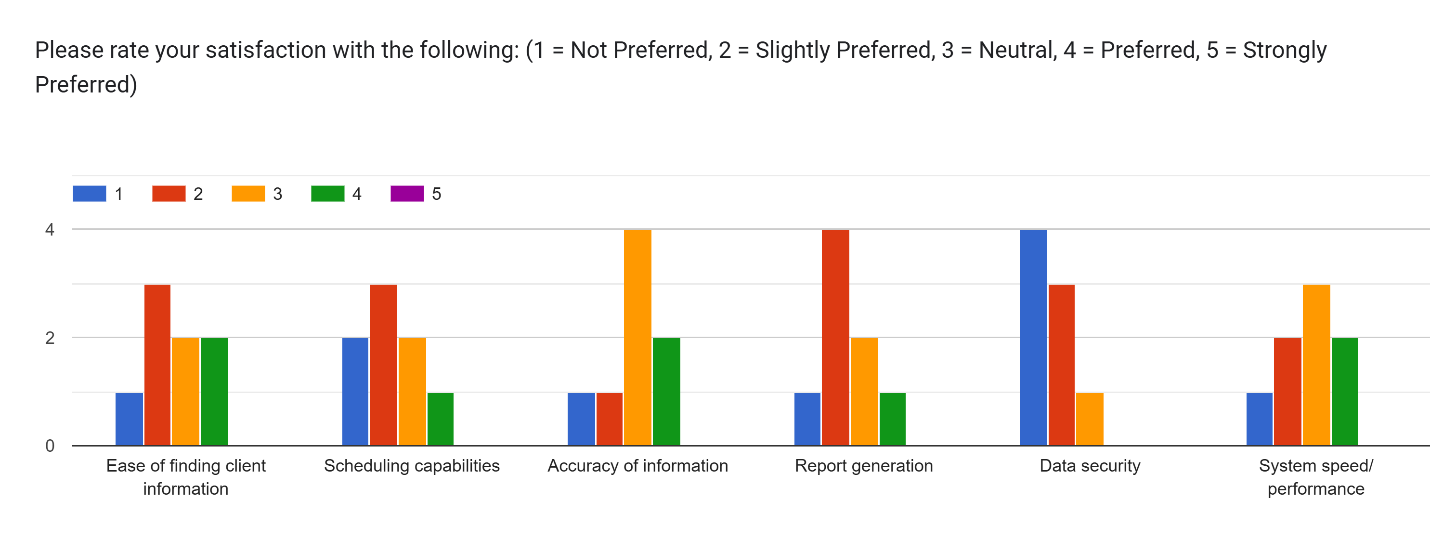 Please rate your satisfaction with the following: (1 = Not Preferred, 2 = Slightly Preferred, 3 = Neutral, 4 = Preferred, 5 = Strongly
Preferred)
1 2 3 4 5
4
2
0
Ease of finding client
information
Scheduling capabilities
Accuracy of information
Report generation
Data security
System speed/
performance